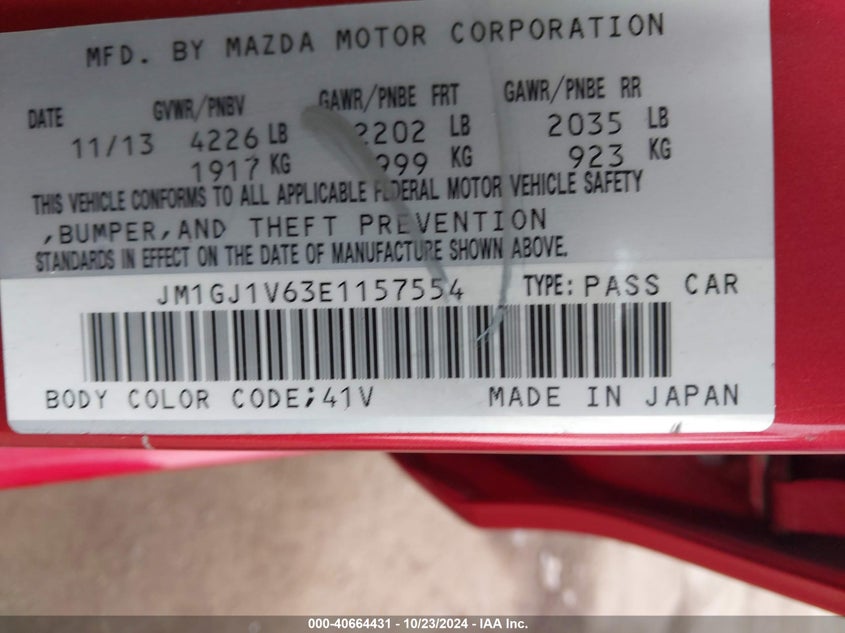 MFD. BY MAZDA MOTOR CORPORATION
DATE GVWR/PNBV GAWR/PNBE FRT GAWR/PNBE RR
11/13 4226 LB 2202 LB 2035 LB
1917 KG 999 KG 923 KG
THIS VEHICLE CONFORMS TO ALL APPLICABLE FEDERAL MOTOR VEHICLE SAFETY
,BUMPER,AND THEFT PREVENTION
STANDARDS IN EFFECT ON THE DATE OF MANUFACTURE SHOWN ABOVE.
JM1GJ1V63E1157554 TYPE: PASS CAR
BODY COLOR CODE;41V MADE IN JAPAN
000-40664431 - 10/23/2024 - IAA Inc.